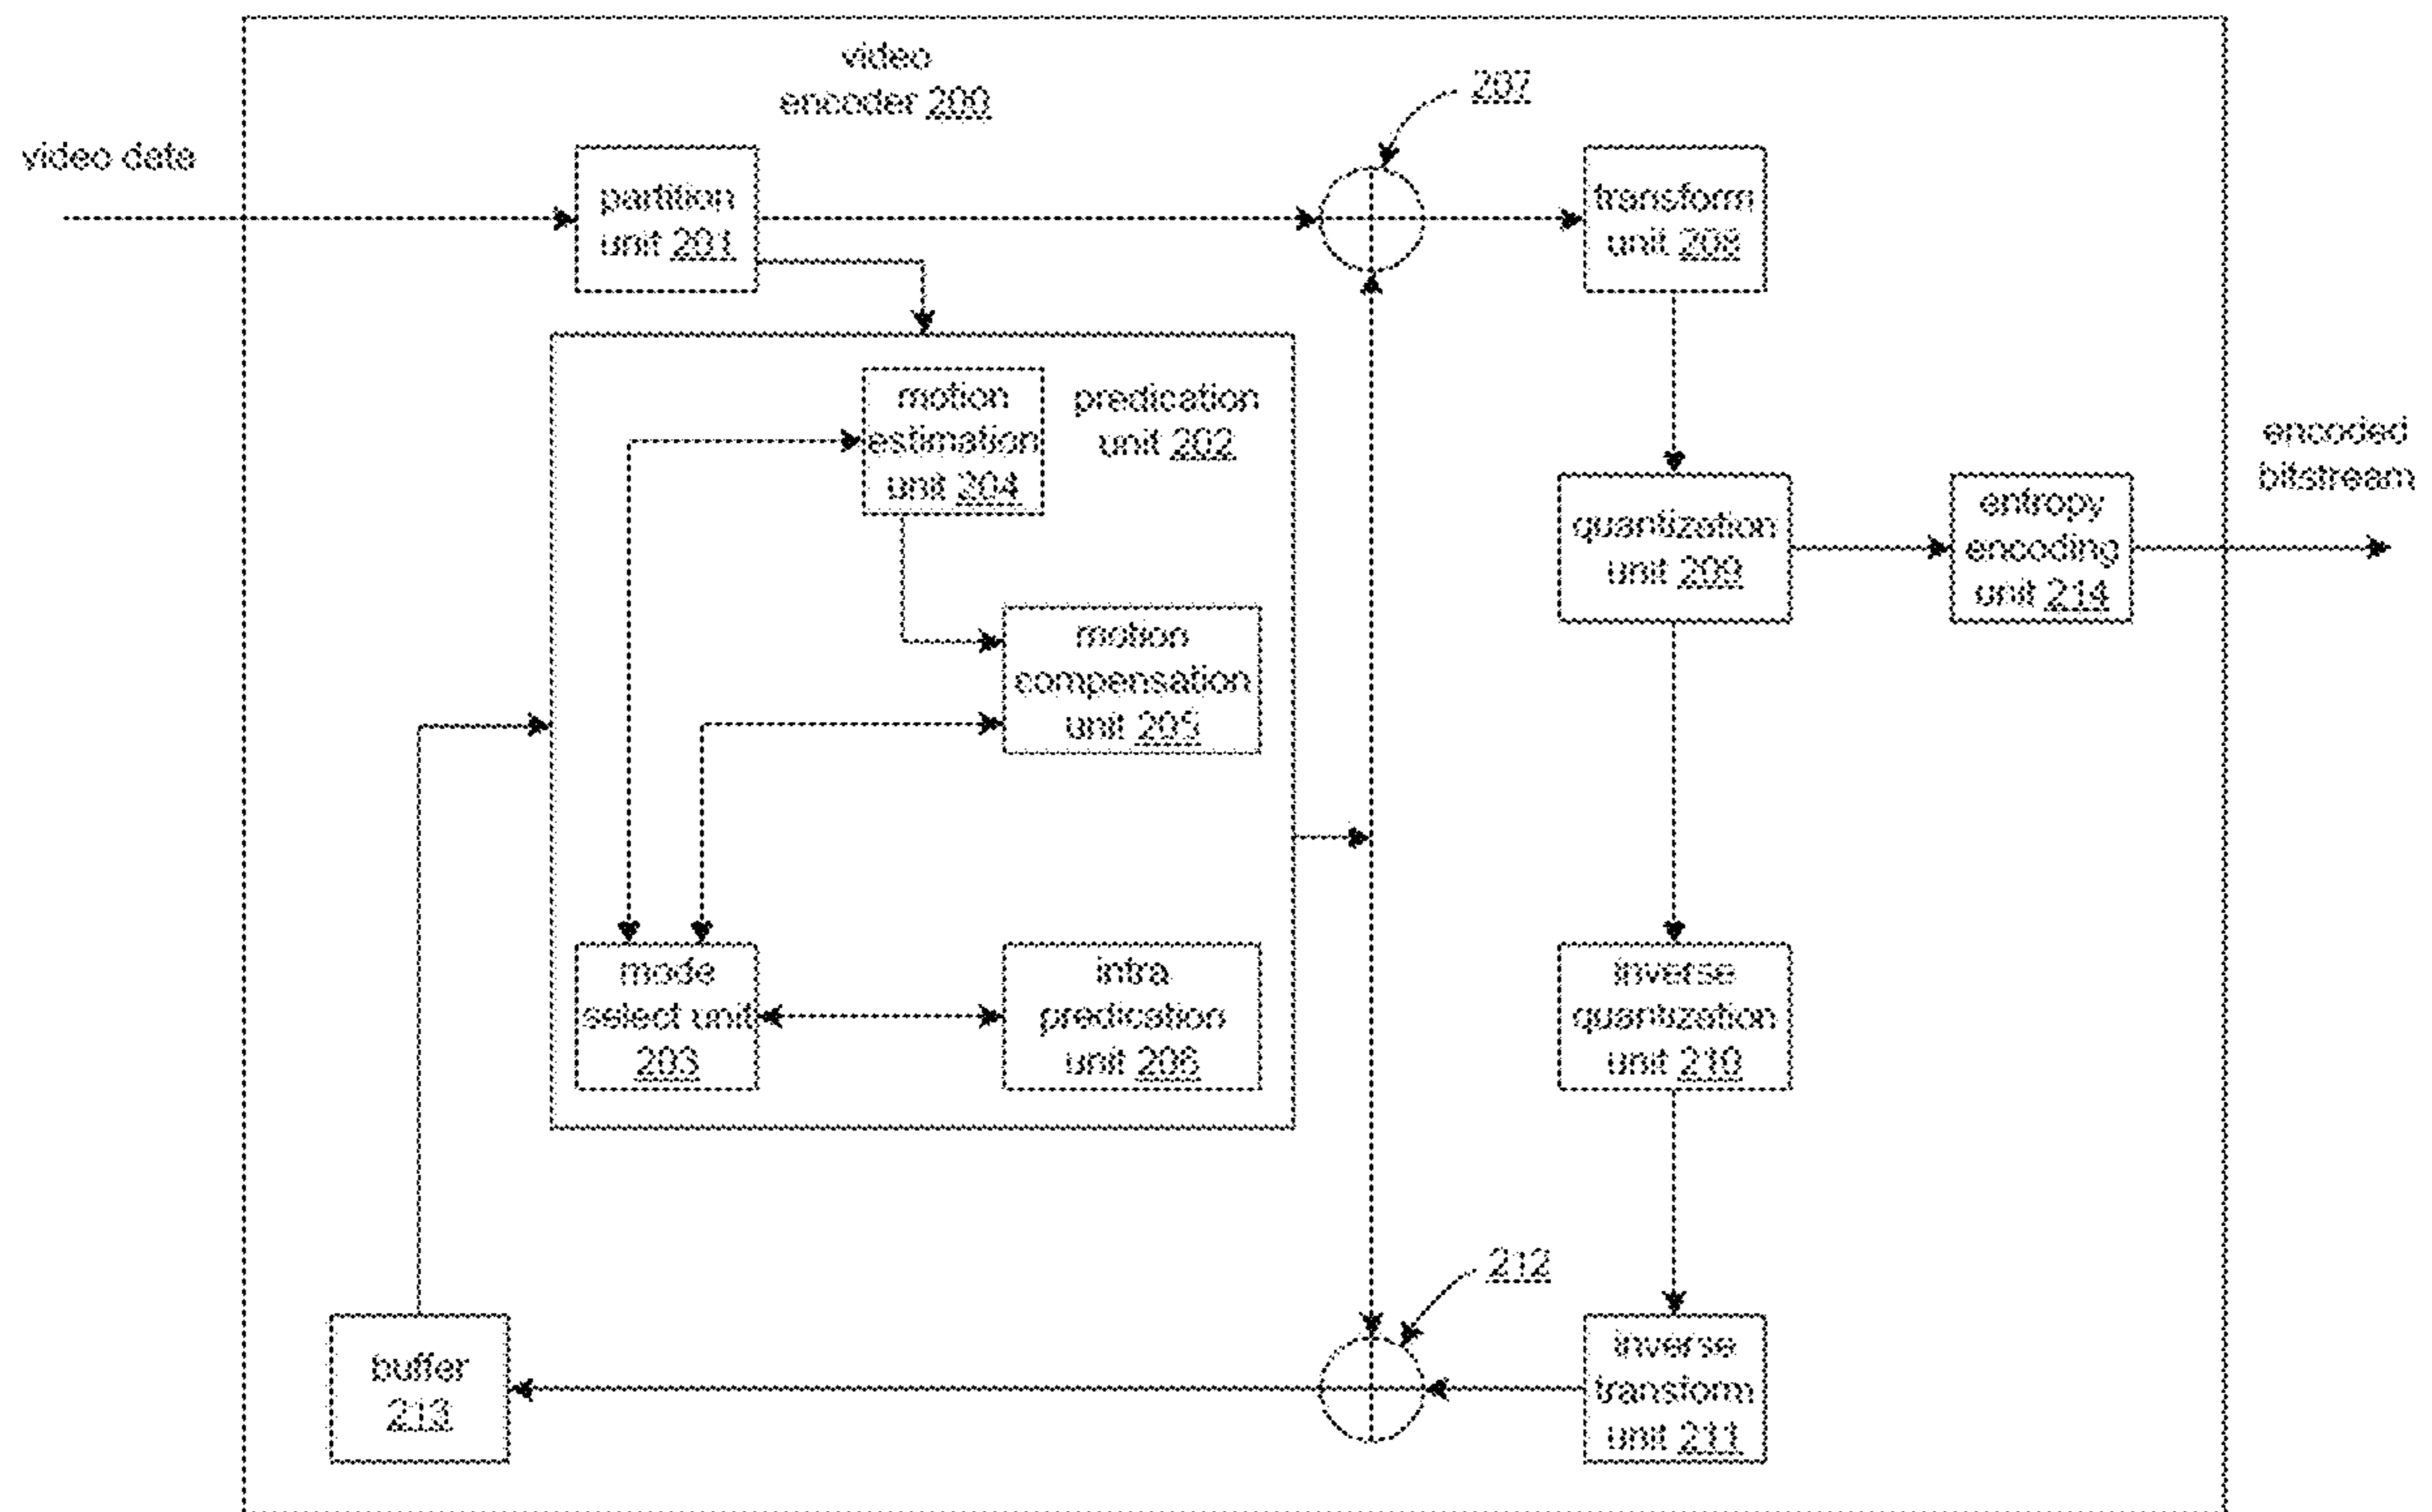 video
encoder 200
207
video data
partition
unit 201
transform
unit 208
motion
estimation
unit 204
predication
unit 202
encoded
bitstream
quantization
unit 209
entropy
encoding
unit 214
motion
compensation
unit 205
mode
select unit
203
intra
predication
unit 206
inverse
quantization
unit 210
212
buffer
213
inverse
transform
unit 211